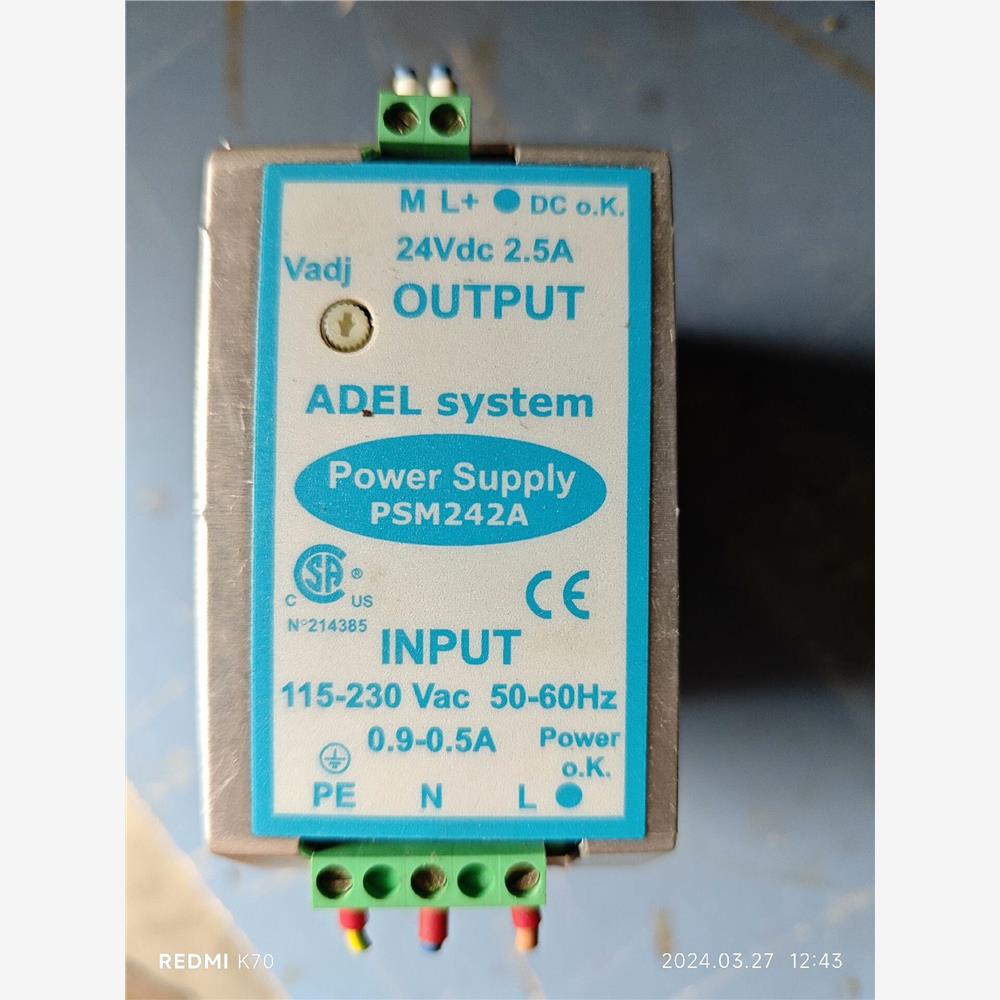 M L+ DC o.K.
24Vdc 2.5A
Vadj
OUTPUT
ADEL system
Power Supply
PSM242A
CSA ®
C US
N°214385
CE
INPUT
115-230 Vac 50-60Hz
0.9-0.5A
Power
o.K.
PE N L
REDMI K70
2024.03.27 12:43